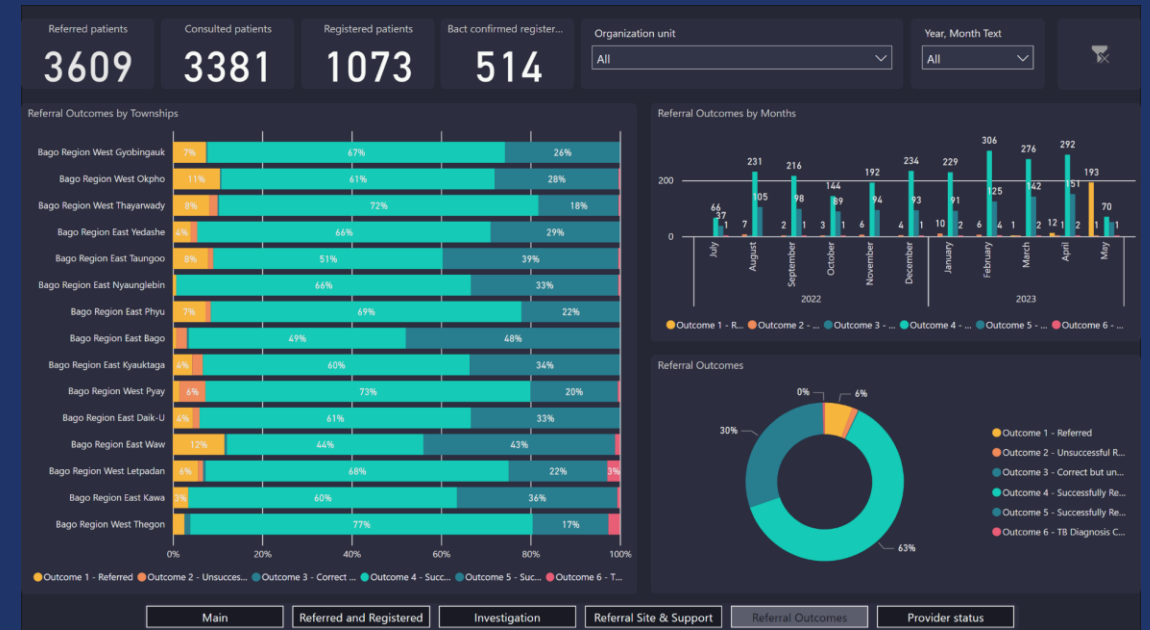 Referred patients
3609
Consulted patients
3381
Registered patients
1073
Bact confirmed register...
514
Organization unit
All
Year, Month Text
All
Referral Outcomes by Townships
Bago Region West Gyobingauk 7% 67% 26%
Bago Region West Okpho 11% 61% 28%
Bago Region West Thayarwady 8% 72% 18%
Bago Region East Yedashe 4% 66% 29%
Bago Region East Taungoo 8% 51% 39%
Bago Region East Nyaunglebin 66% 33%
Bago Region East Phyu 7% 69% 22%
Bago Region East Bago 49% 48%
Bago Region East Kyauktaga 4% 60% 34%
Bago Region West Pyay 6% 73% 20%
Bago Region East Daik-U 4% 61% 33%
Bago Region East Waw 12% 44% 43%
Bago Region West Letpadan 6% 68% 22% 3%
Bago Region East Kawa 3% 60% 36%
Bago Region West Thegon 77% 17%
0% 20% 40% 60% 80% 100%
Outcome 1 - Referred Outcome 2 - Unsucces... Outcome 3 - Correct ... Outcome 4 - Succ... Outcome 5 - Suc... Outcome 6 - T...
Referral Outcomes by Months
200
0
66 37 1
7 231 105
2 216 98 1
3 144 89 1
6 192 94
4 234 93 1
10 229 91 2
6 306 125 4
1 276 142 2
12 1 292 151 2
193 1 70 1
July August September October November December January February March April May
2022 2023
Outcome 1 - R... Outcome 2 - ... Outcome 3 - ... Outcome 4 - ... Outcome 5 - ... Outcome 6 - ...
Referral Outcomes
0% 6%
30%
63%
Outcome 1 - Referred
Outcome 2 - Unsuccessful R...
Outcome 3 - Correct but un...
Outcome 4 - Successfully Re...
Outcome 5 - Successfully Re...
Outcome 6 - TB Diagnosis C...
Main Referred and Registered Investigation Referral Site & Support Referral Outcomes Provider status